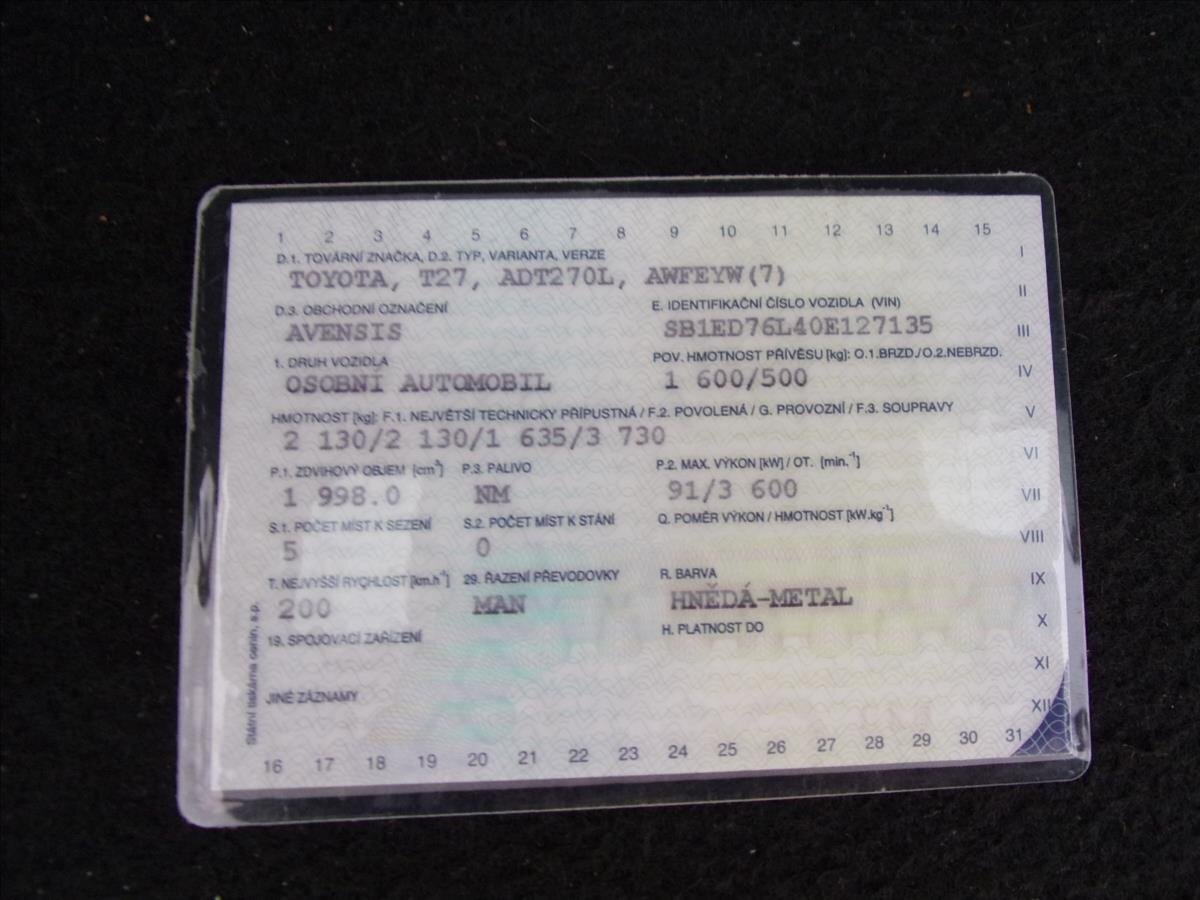 1 2 3 4 5 6 7 8 9 10 11 12 13 14 15
D.1. TOVÁRNÍ ZNAČKA, D.2. TYP, VARIANTA, VERZE
I
TOYOTA, T27, ADT270L, AWFEYW(7)
II
D.3. OBCHODNÍ OZNAČENÍ E. IDENTIFIKAČNÍ ČÍSLO VOZIDLA (VIN)
AVENSIS SB1ED76L40E127135
III
1. DRUH VOZIDLA POV. HMOTNOST PŘÍVĚSU [kg]: O.1.BRZD./O.2.NEBRZD.
OSOBNÍ AUTOMOBIL 1 600/500
IV
HMOTNOST [kg]: F.1. NEJVĚTŠÍ TECHNICKY PŘÍPUSTNÁ / F.2. POVOLENÁ / G. PROVOZNÍ / F.3. SOUPRAVY
V
2 130/2 130/1 635/3 730
VI
P.1. ZDVIHOVÝ OBJEM [cm³] P.3. PALIVO P.2. MAX. VÝKON [kW] / OT. [min.⁻¹]
1 998.0 NM 91/3 600
VII
S.1. POČET MÍST K SEZENÍ S.2. POČET MÍST K STÁNÍ Q. POMĚR VÝKON / HMOTNOST [kW.kg⁻¹]
5 0
VIII
T. NEJVYŠŠÍ RYCHLOST [km.h⁻¹] 29. ŘAZENÍ PŘEVODOVKY R. BARVA
IX
200 MAN HNĚDÁ-METAL
X
19. SPOJOVACÍ ZAŘÍZENÍ H. PLATNOST DO
XI
JINÉ ZÁZNAMY
XII
16 17 18 19 20 21 22 23 24 25 26 27 28 29 30 31
Státní tiskárna cenin, s.p.